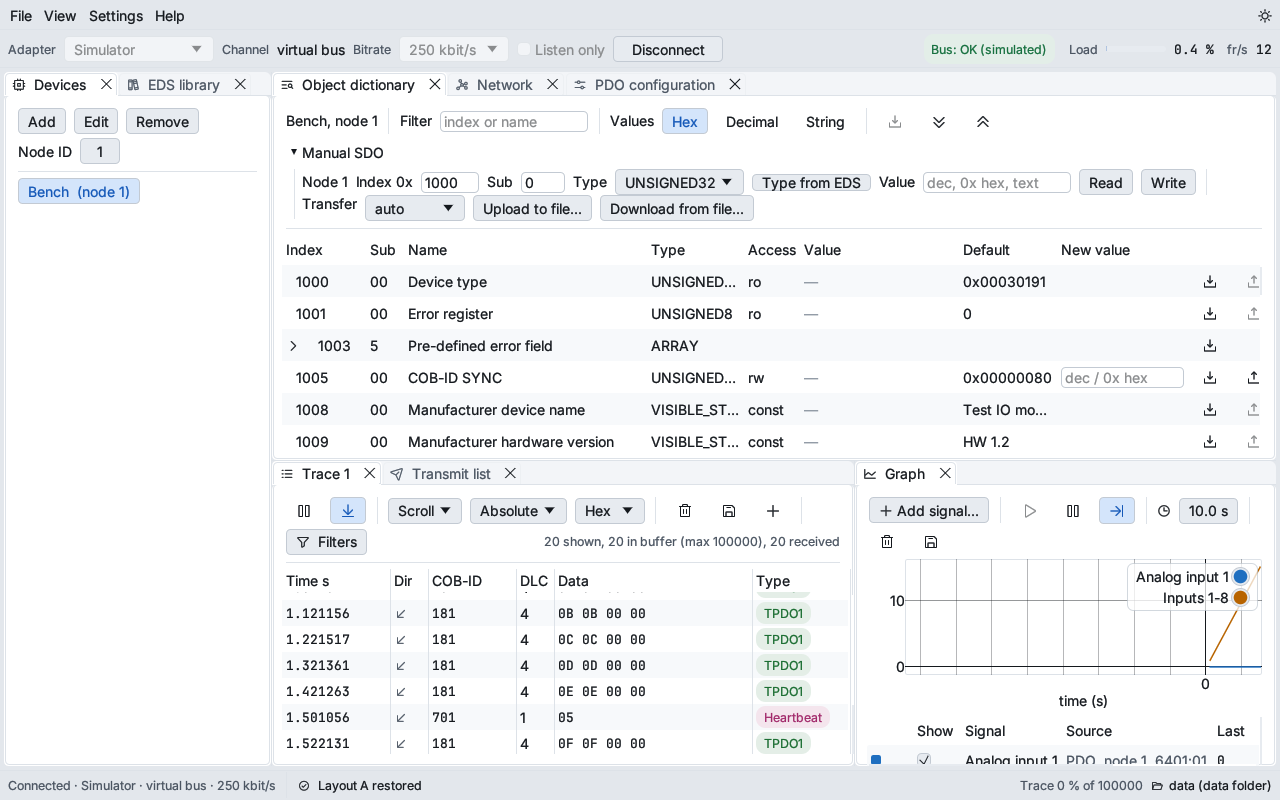 File View Settings Help
Adapter Simulator Channel virtual bus Bitrate 250 kbit/s Listen only Disconnect Bus: OK (simulated) Load 0.4 % fr/s 12
Devices EDS library
Add Edit Remove
Node ID 1
Bench (node 1)
Object dictionary Network PDO configuration
Bench, node 1 Filter index or name Values Hex Decimal String
Manual SDO
Node 1 Index 0x 1000 Sub 0 Type UNSIGNED32 Type from EDS Value dec, 0x hex, text Read Write
Transfer auto Upload to file... Download from file...
Index Sub Name Type Access Value Default New value
1000 00 Device type UNSIGNED... ro — 0x00030191
1001 00 Error register UNSIGNED8 ro — 0
1003 5 Pre-defined error field ARRAY
1005 00 COB-ID SYNC UNSIGNED... rw — 0x00000080 dec / 0x hex
1008 00 Manufacturer device name VISIBLE_ST... const — Test IO mo...
1009 00 Manufacturer hardware version VISIBLE_ST... const — HW 1.2
Trace 1 Transmit list
Scroll Absolute Hex
Filters 20 shown, 20 in buffer (max 100000), 20 received
Time s Dir COB-ID DLC Data Type
1.121156 181 4 0B 0B 00 00 TPDO1
1.221517 181 4 0C 0C 00 00 TPDO1
1.321361 181 4 0D 0D 00 00 TPDO1
1.421263 181 4 0E 0E 00 00 TPDO1
1.501056 701 1 05 Heartbeat
1.522131 181 4 0F 0F 00 00 TPDO1
Graph
+ Add signal... 10.0 s
Analog input 1
Inputs 1-8
10
0
0
time (s)
Show Signal Source Last
Analog input 1 PDO, node 1, 6401:01 0
Connected · Simulator · virtual bus · 250 kbit/s Layout A restored Trace 0 % of 100000 data (data folder)